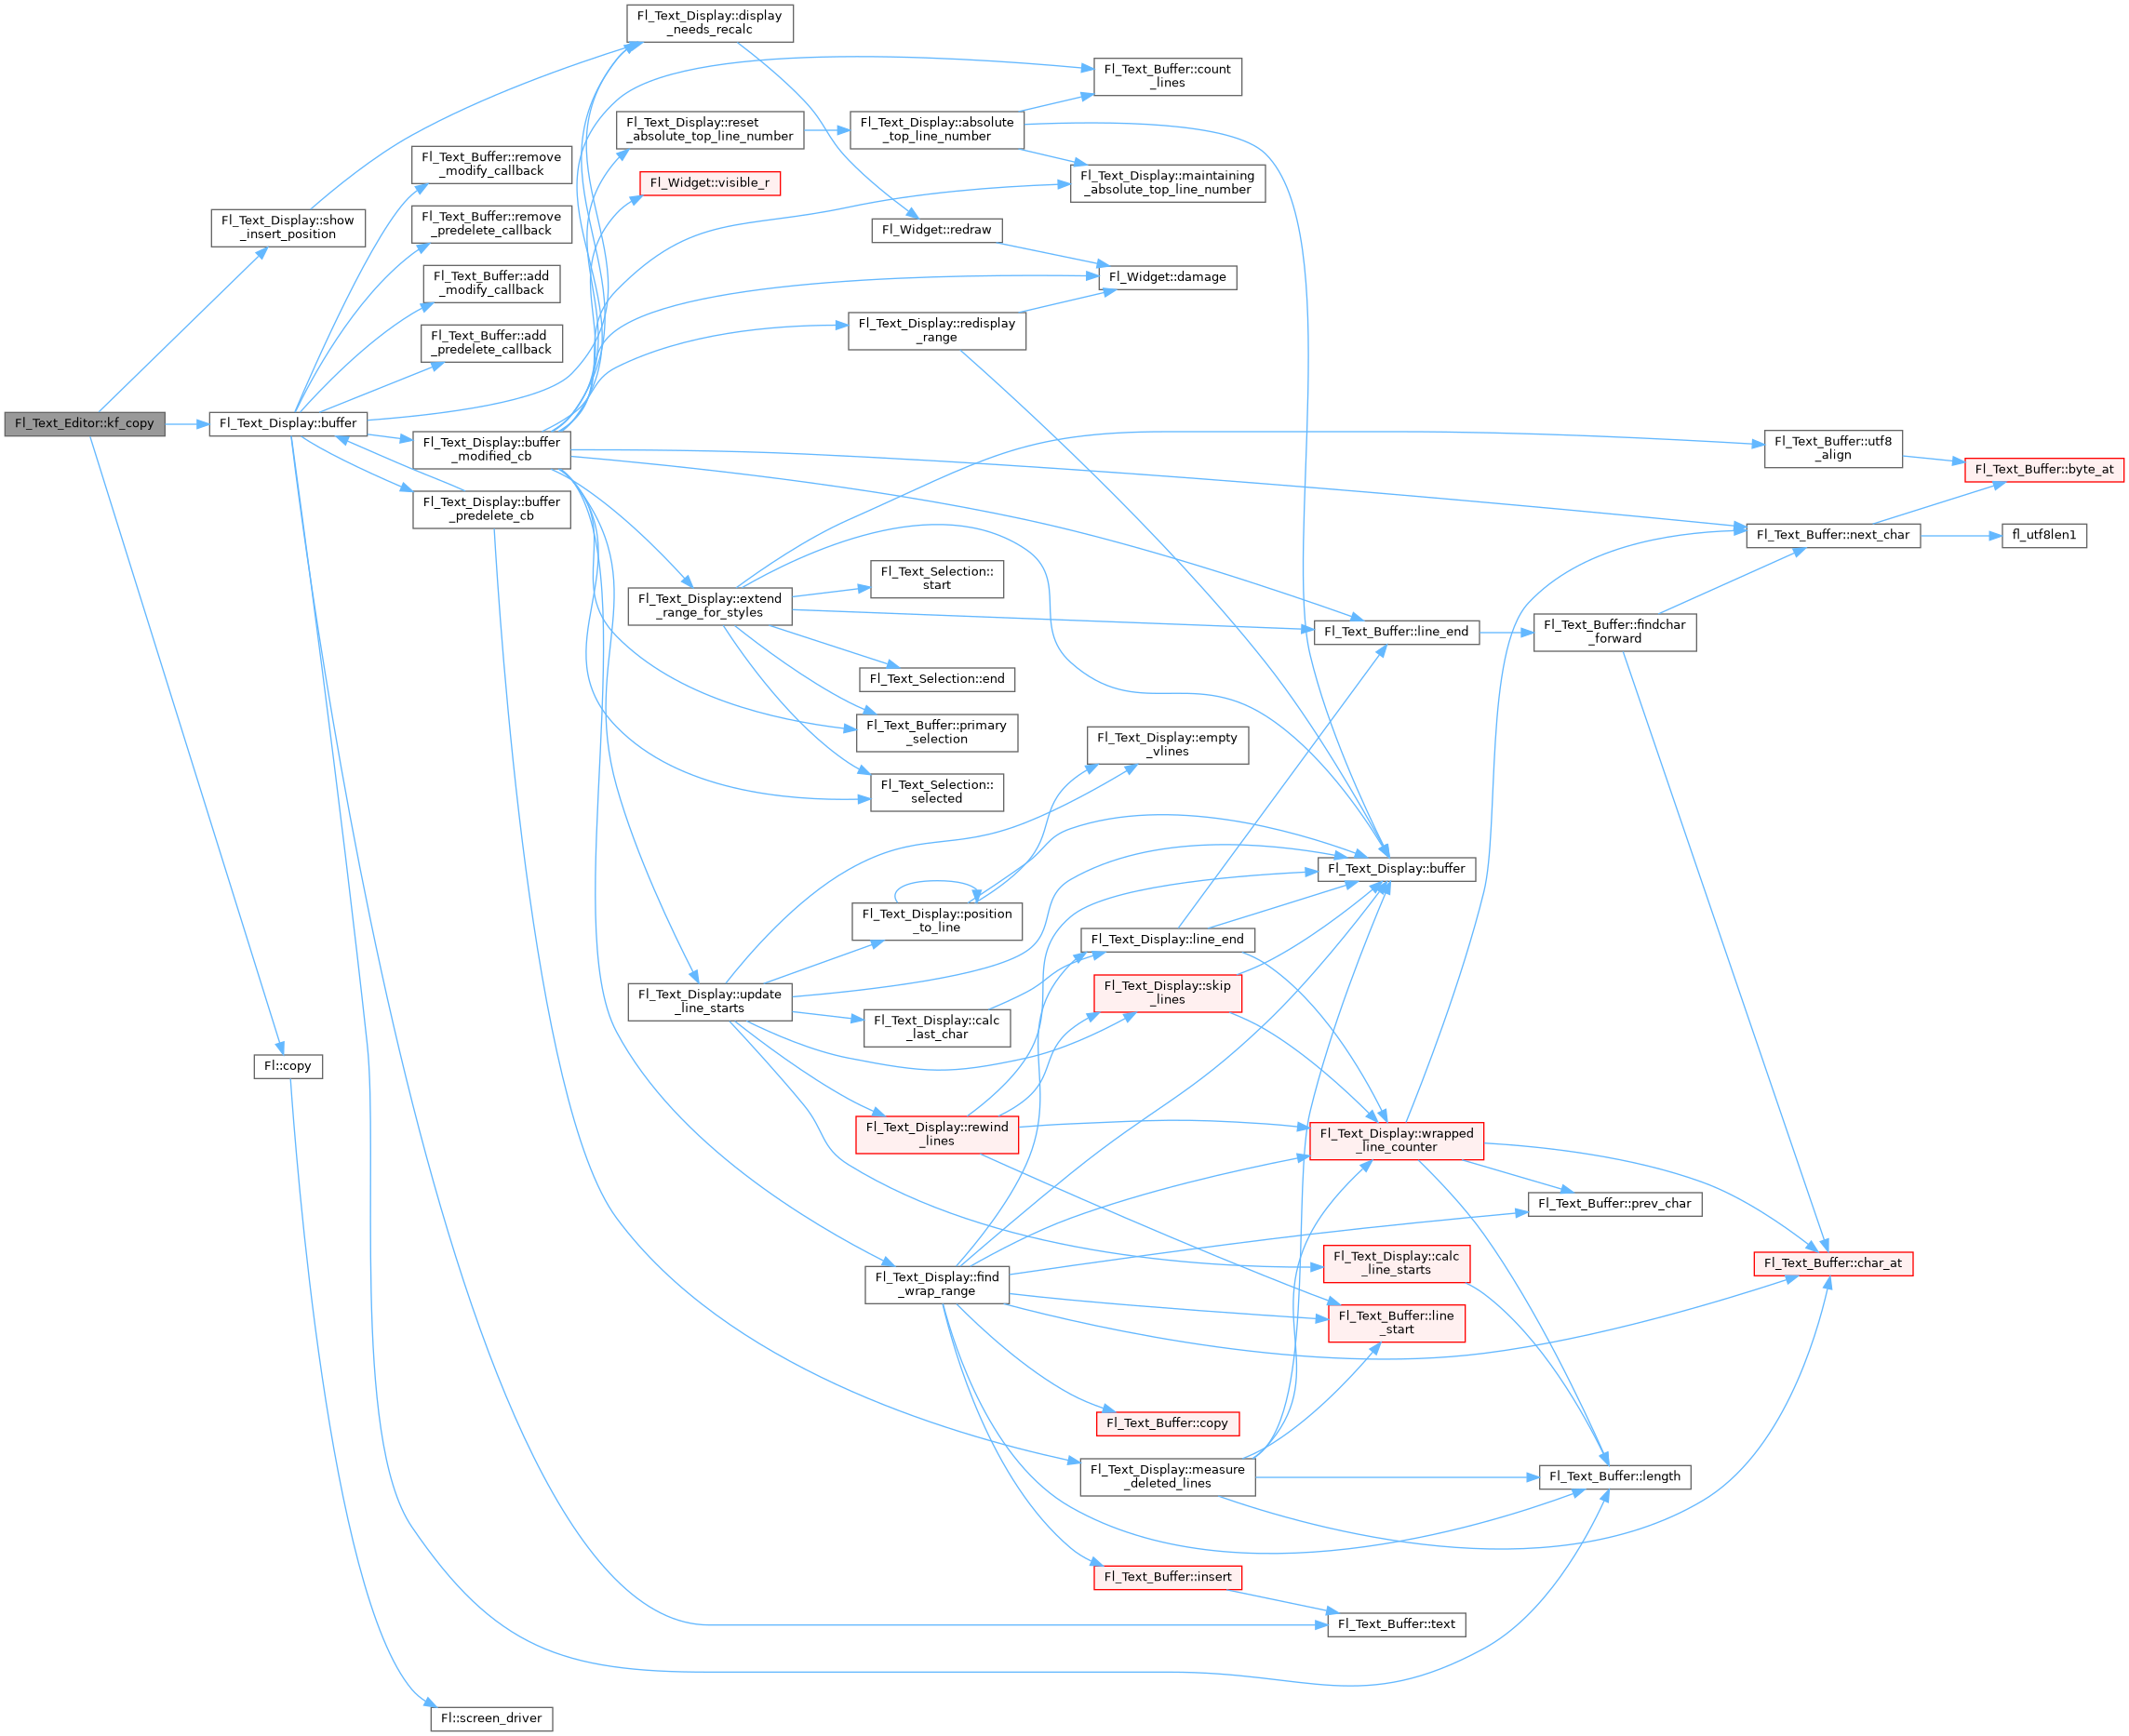 Fl_Text_Editor::kf_copy
Fl_Text_Display::show
_insert_position
Fl_Text_Display::buffer
Fl::copy
Fl_Text_Buffer::remove
_modify_callback
Fl_Text_Buffer::remove
_predelete_callback
Fl_Text_Buffer::add
_modify_callback
Fl_Text_Buffer::add
_predelete_callback
Fl_Text_Display::buffer
_modified_cb
Fl_Text_Display::buffer
_predelete_cb
Fl::screen_driver
Fl_Text_Display::display
_needs_recalc
Fl_Text_Display::reset
_absolute_top_line_number
Fl_Widget::visible_r
Fl_Text_Display::extend
_range_for_styles
Fl_Text_Display::update
_line_starts
Fl_Text_Display::absolute
_top_line_number
Fl_Widget::redraw
Fl_Text_Display::redisplay
_range
Fl_Text_Selection::
start
Fl_Text_Selection::end
Fl_Text_Buffer::primary
_selection
Fl_Text_Selection::
selected
Fl_Text_Display::position
_to_line
Fl_Text_Display::calc
_last_char
Fl_Text_Display::rewind
_lines
Fl_Text_Display::find
_wrap_range
Fl_Text_Buffer::count
_lines
Fl_Text_Display::maintaining
_absolute_top_line_number
Fl_Widget::damage
Fl_Text_Display::empty
_vlines
Fl_Text_Display::line_end
Fl_Text_Display::skip
_lines
Fl_Text_Buffer::copy
Fl_Text_Display::measure
_deleted_lines
Fl_Text_Buffer::insert
Fl_Text_Buffer::line_end
Fl_Text_Display::buffer
Fl_Text_Display::wrapped
_line_counter
Fl_Text_Display::calc
_line_starts
Fl_Text_Buffer::line
_start
Fl_Text_Buffer::text
Fl_Text_Buffer::findchar
_forward
Fl_Text_Buffer::prev_char
Fl_Text_Buffer::length
Fl_Text_Buffer::utf8
_align
Fl_Text_Buffer::next_char
Fl_Text_Buffer::char_at
Fl_Text_Buffer::byte_at
fl_utf8len1